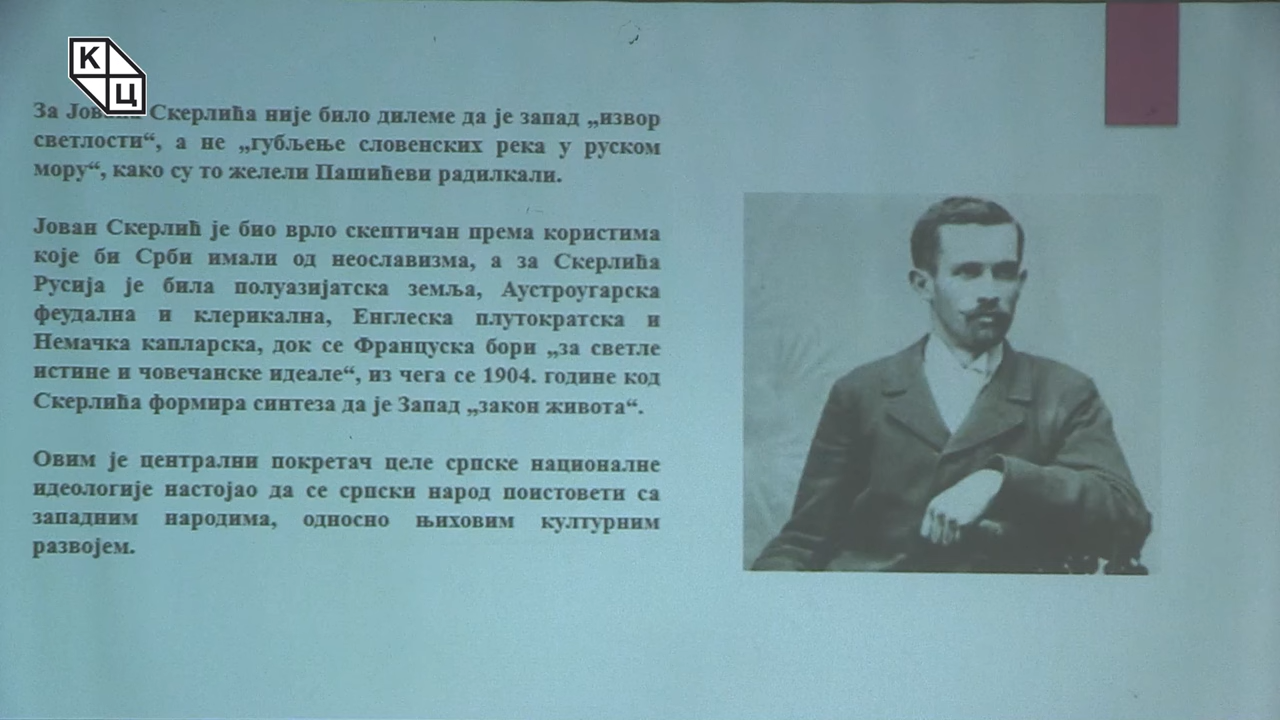 К
Ц
За Јована Скерлића није било дилеме да је запад „извор
светлости“, а не „губљење словенских река у руском
мору“, како су то желели Пашићеви радилкали.
Јован Скерлић је био врло скептичан према користима
које би Срби имали од неославизма, а за Скерлића
Русија је била полуазијатска земља, Аустроугарска
феудална и клерикална, Енглеска плутократска и
Немачка капларска, док се Француска бори „за светле
истине и човечанске идеале“, из чега се 1904. године код
Скерлића формира синтеза да је Запад „закон живота“.
Овим је централни покретач целе српске националне
идеологије настојао да се српски народ поистовети са
западним народима, односно њиховим културним
развојем.